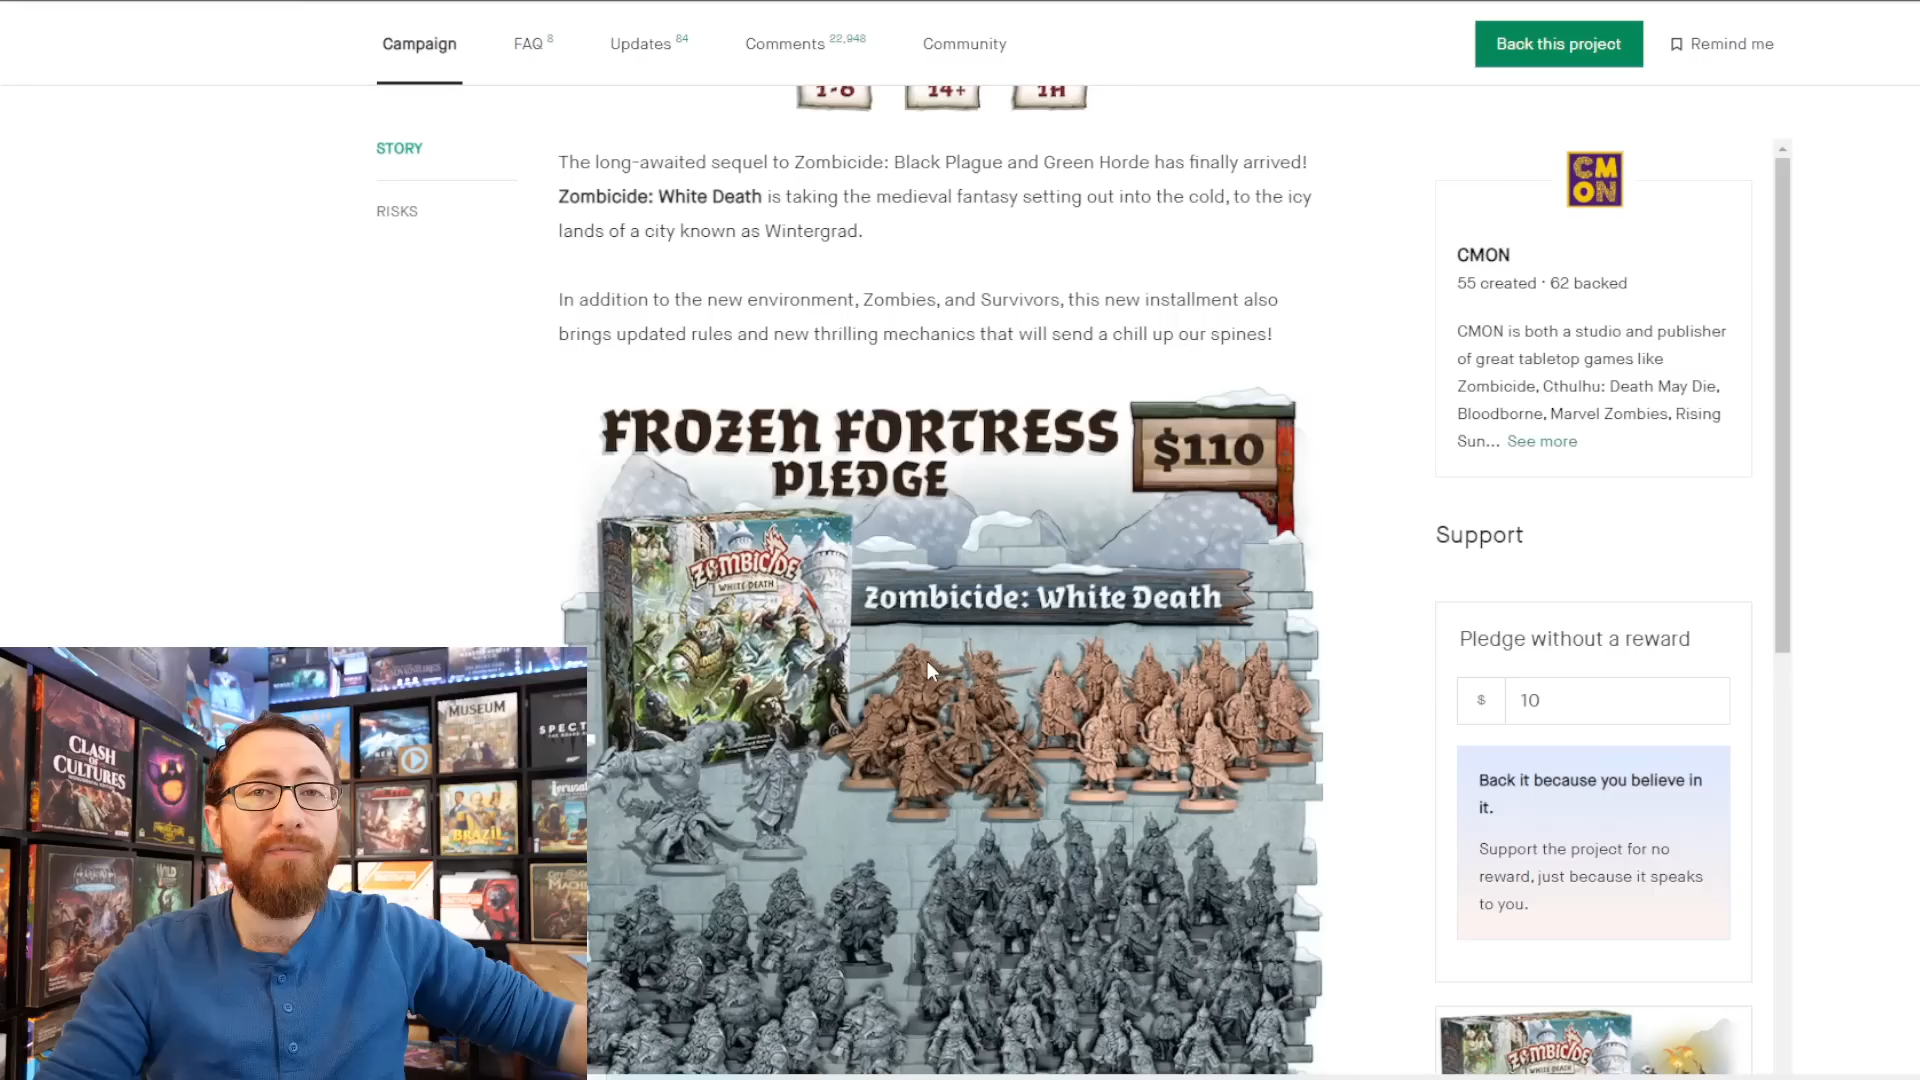 Campaign
FAQ 8
Updates 84
Comments 22,948
Community
Back this project
Remind me
1-6
14+
1H
STORY
RISKS
The long-awaited sequel to Zombicide: Black Plague and Green Horde has finally arrived!
Zombicide: White Death is taking the medieval fantasy setting out into the cold, to the icy
lands of a city known as Wintergrad.
In addition to the new environment, Zombies, and Survivors, this new installment also
brings updated rules and new thrilling mechanics that will send a chill up our spines!
FROZEN FORTRESS
PLEDGE
$110
ZOMBICIDE
WHITE DEATH
Zombicide: White Death
CMON
CMON
55 created · 62 backed
CMON is both a studio and publisher
of great tabletop games like
Zombicide, Cthulhu: Death May Die,
Bloodborne, Marvel Zombies, Rising
Sun... See more
Support
Pledge without a reward
$ 10
Back it because you believe in
it.
Support the project for no
reward, just because it speaks
to you.
ZOMBICIDE
WHITE DEATH
CLASH
OF
CULTURES
MUSEUM
SPECT
BRAZIL
WILD